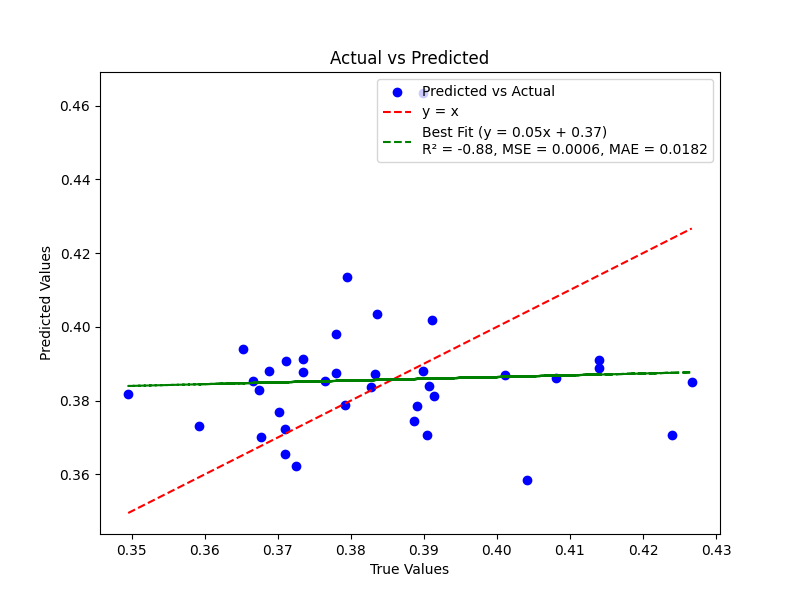 Actual vs Predicted
Predicted vs Actual
y = x
Best Fit (y = 0.05x + 0.37)
R² = -0.88, MSE = 0.0006, MAE = 0.0182
0.46
0.44
0.42
0.40
0.38
0.36
Predicted Values
0.35 0.36 0.37 0.38 0.39 0.40 0.41 0.42 0.43
True Values